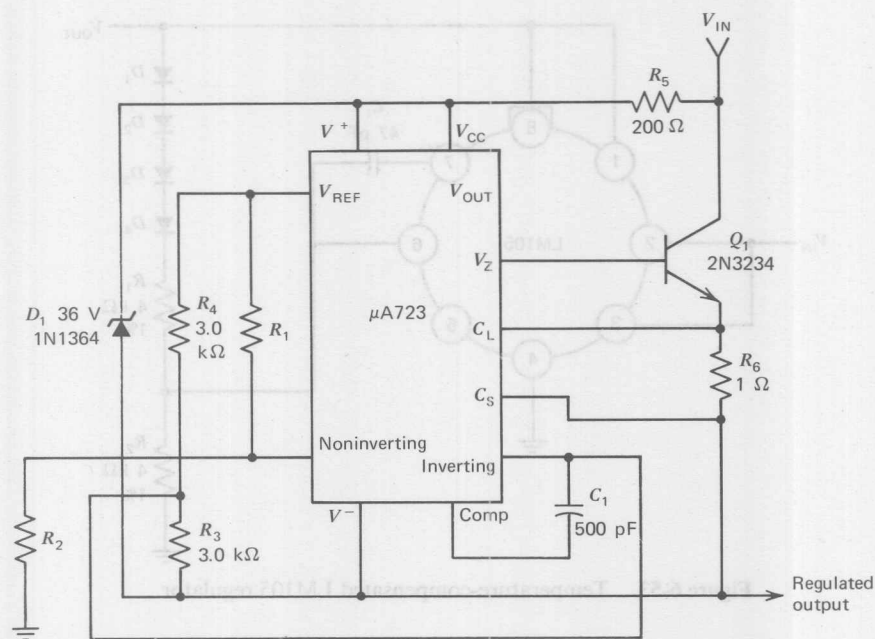 V_IN
R5
200 Ω
V+
V_CC
V_REF
V_OUT
Q1
2N3234
V_Z
D1 36 V
1N1364
R4
3.0
kΩ
R1
μA723
C_L
R6
1 Ω
C_S
Noninverting
Inverting
C1
500 pF
R2
R3
3.0 kΩ
V−
Comp
Regulated
output